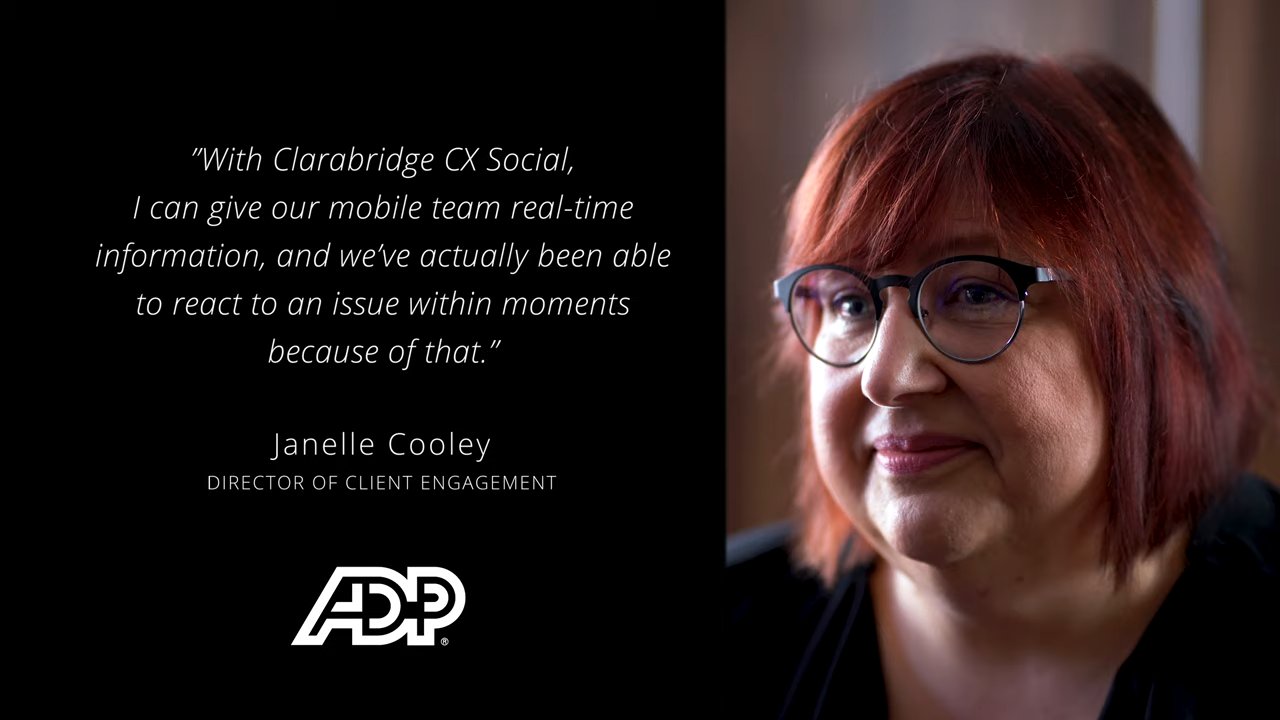 ”With Clarabridge CX Social,
I can give our mobile team real-time
information, and we’ve actually been able
to react to an issue within moments
because of that.”
Janelle Cooley
DIRECTOR OF CLIENT ENGAGEMENT
ADP®